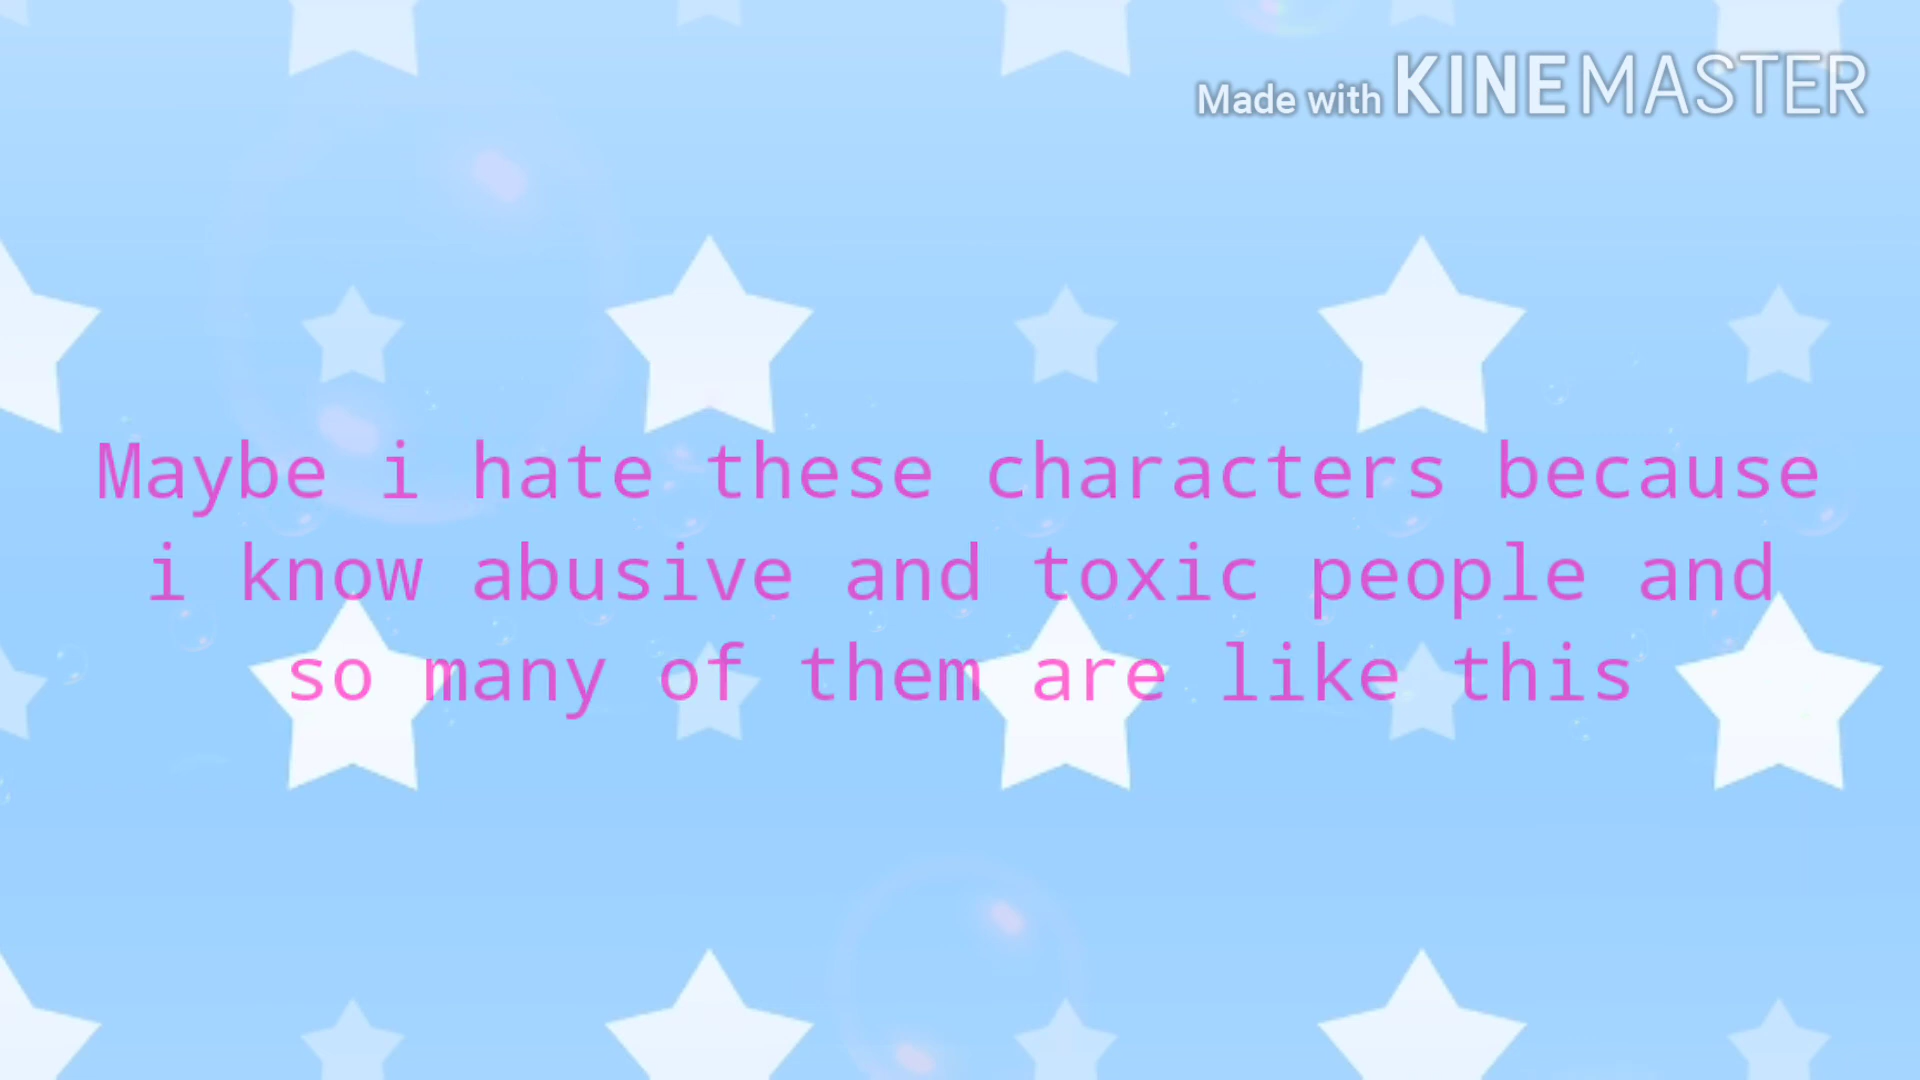 Made with KINEMASTER
Maybe i hate these characters because
i know abusive and toxic people and
so many of them are like this